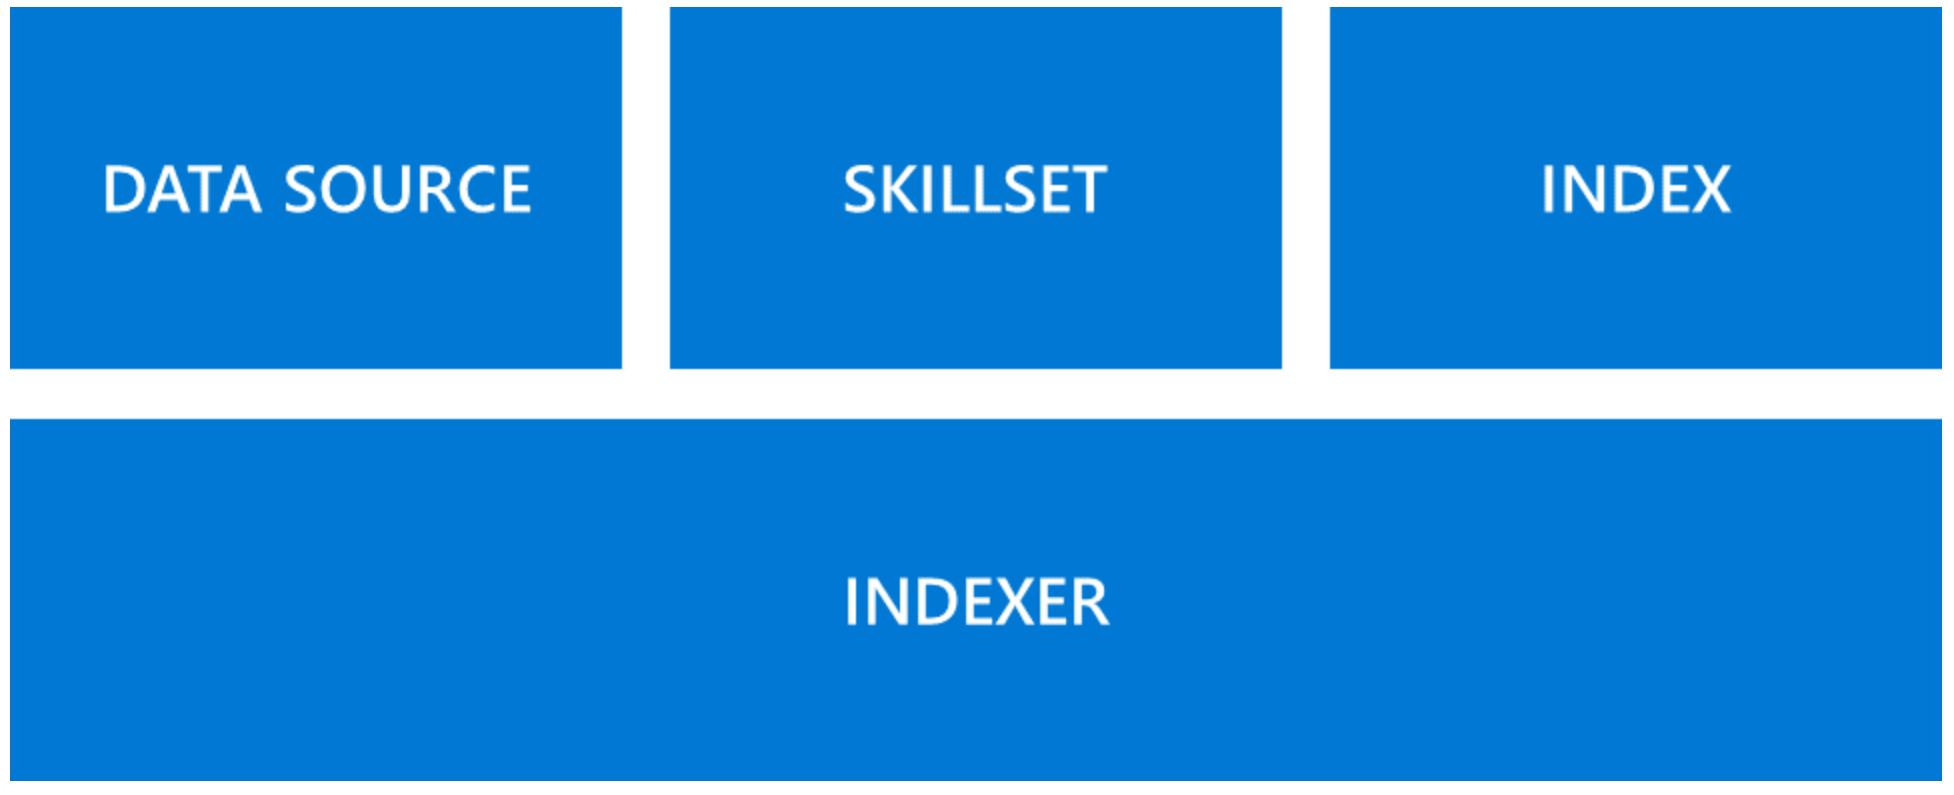 DATA SOURCE
SKILLSET
INDEX
INDEXER